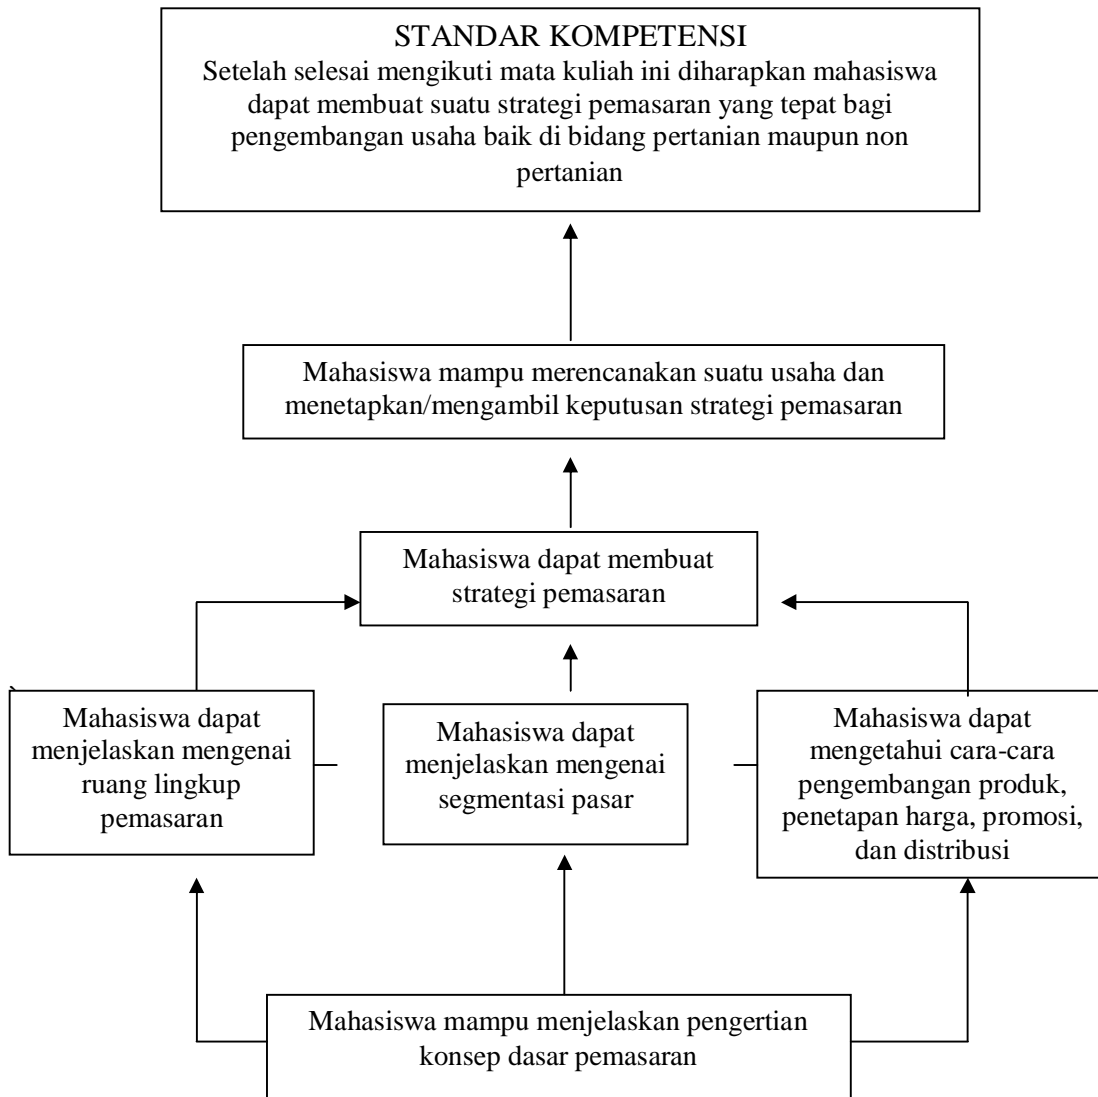 STANDAR KOMPETENSI
Setelah selesai mengikuti mata kuliah ini diharapkan mahasiswa
dapat membuat suatu strategi pemasaran yang tepat bagi
pengembangan usaha baik di bidang pertanian maupun non
pertanian
Mahasiswa mampu merencanakan suatu usaha dan
menetapkan/mengambil keputusan strategi pemasaran
Mahasiswa dapat membuat
strategi pemasaran
Mahasiswa dapat
menjelaskan mengenai
ruang lingkup
pemasaran
Mahasiswa dapat
menjelaskan mengenai
segmentasi pasar
Mahasiswa dapat
mengetahui cara-cara
pengembangan produk,
penetapan harga, promosi,
dan distribusi
Mahasiswa mampu menjelaskan pengertian
konsep dasar pemasaran